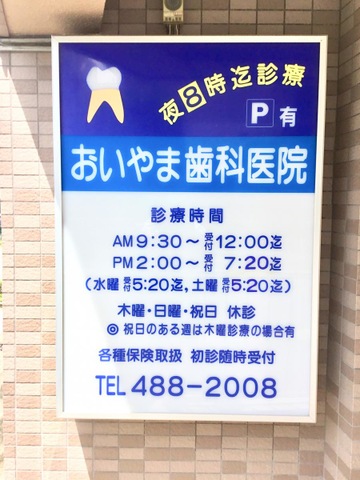 夜8時迄診療
P有
おいやま歯科医院
診療時間
AM9:30〜受付12:00迄
PM2:00〜受付7:20迄
(水曜受付5:20迄,土曜受付5:20迄)
木曜・日曜・祝日 休診
◎祝日のある週は木曜診療の場合有
各種保険取扱 初診随時受付
TEL 488-2008